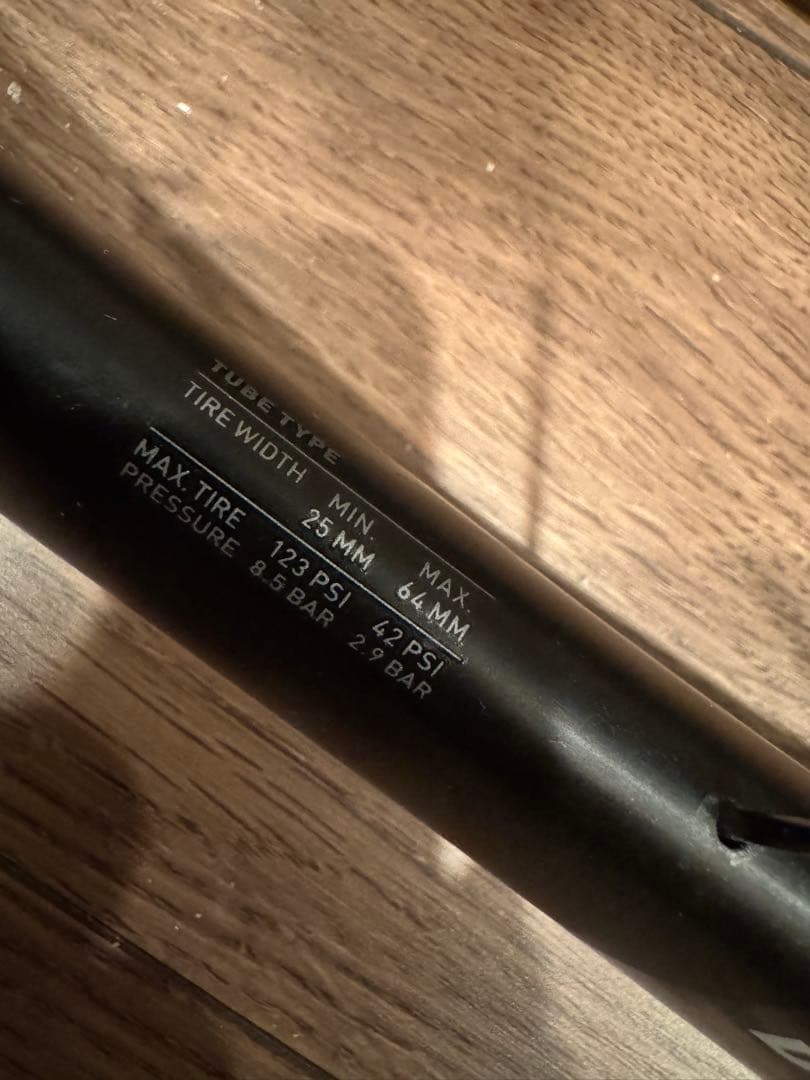 TUBE TYPE
TIRE WIDTH MIN. MAX.
25 MM 64 MM
MAX. TIRE 123 PSI 42 PSI
PRESSURE 8.5 BAR 2.9 BAR